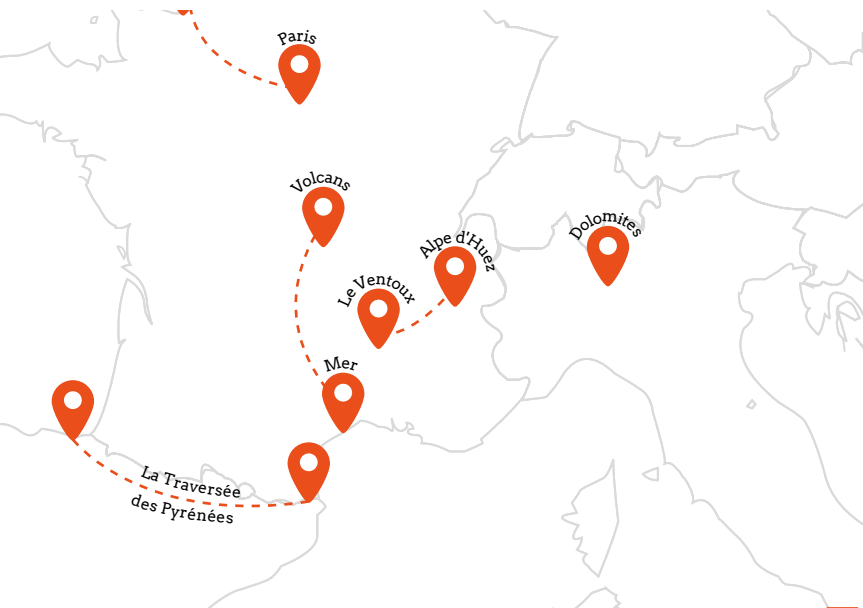 Paris
Volcans
Alpe d'Huez
Dolomites
Le Ventoux
Mer
La Traversée
des Pyrénées